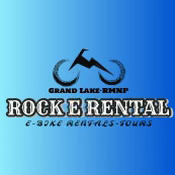 GRAND LAKE-RMNP
ROCK E RENTAL
E-BIKE RENTALS-TOURS